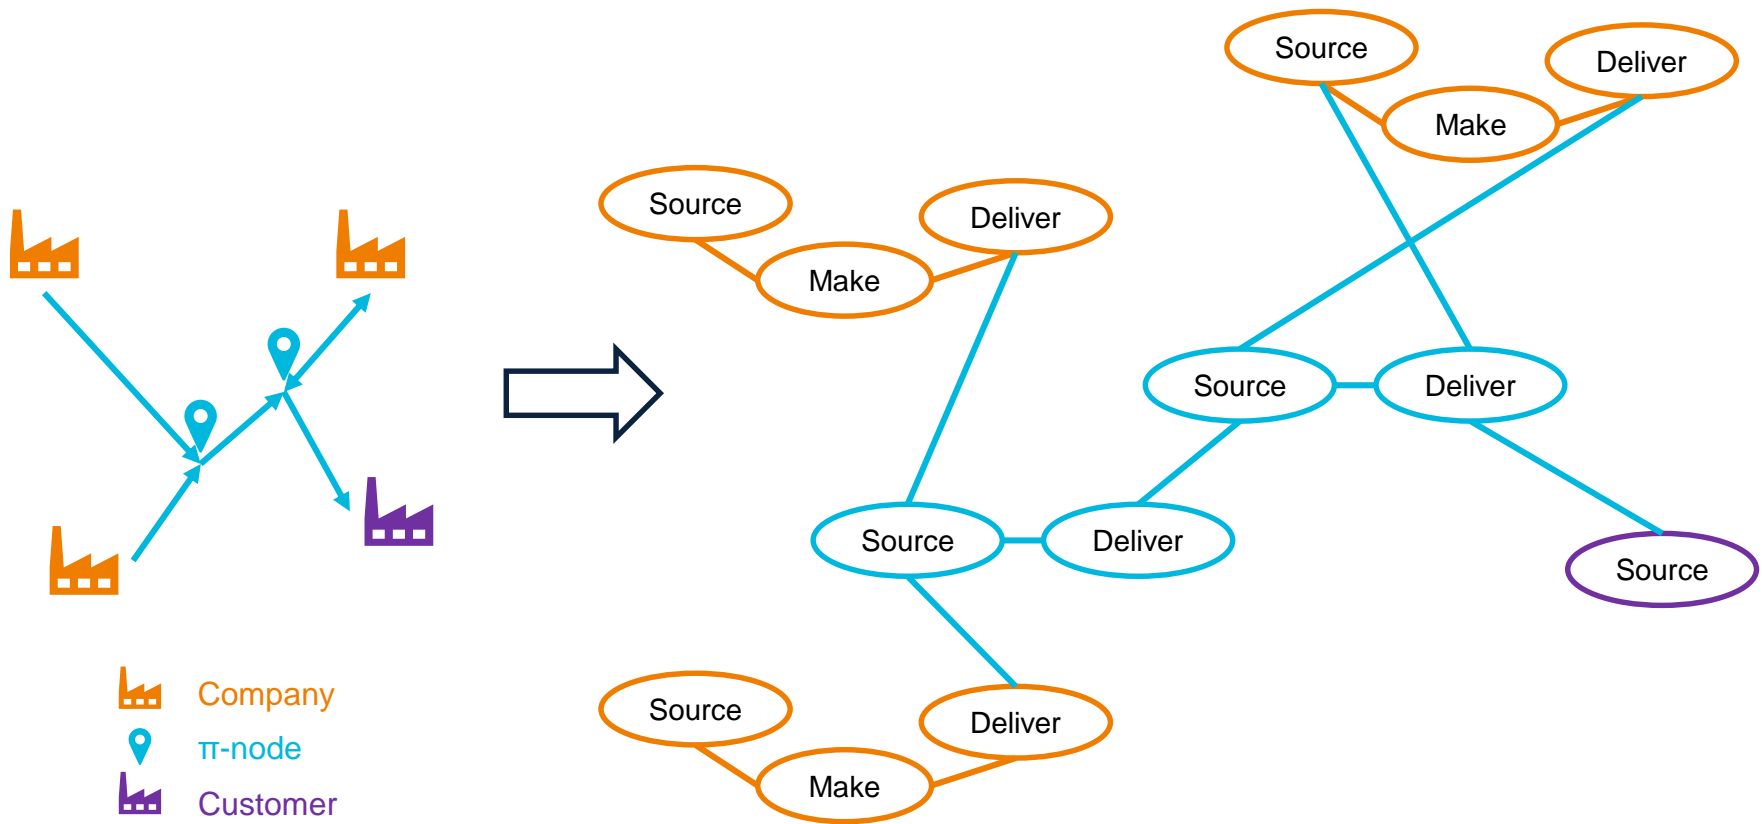 Source
Deliver
Make
Source
Deliver
Make
Source
Deliver
Source
Deliver
Source
Source
Deliver
Make
Company
π-node
Customer